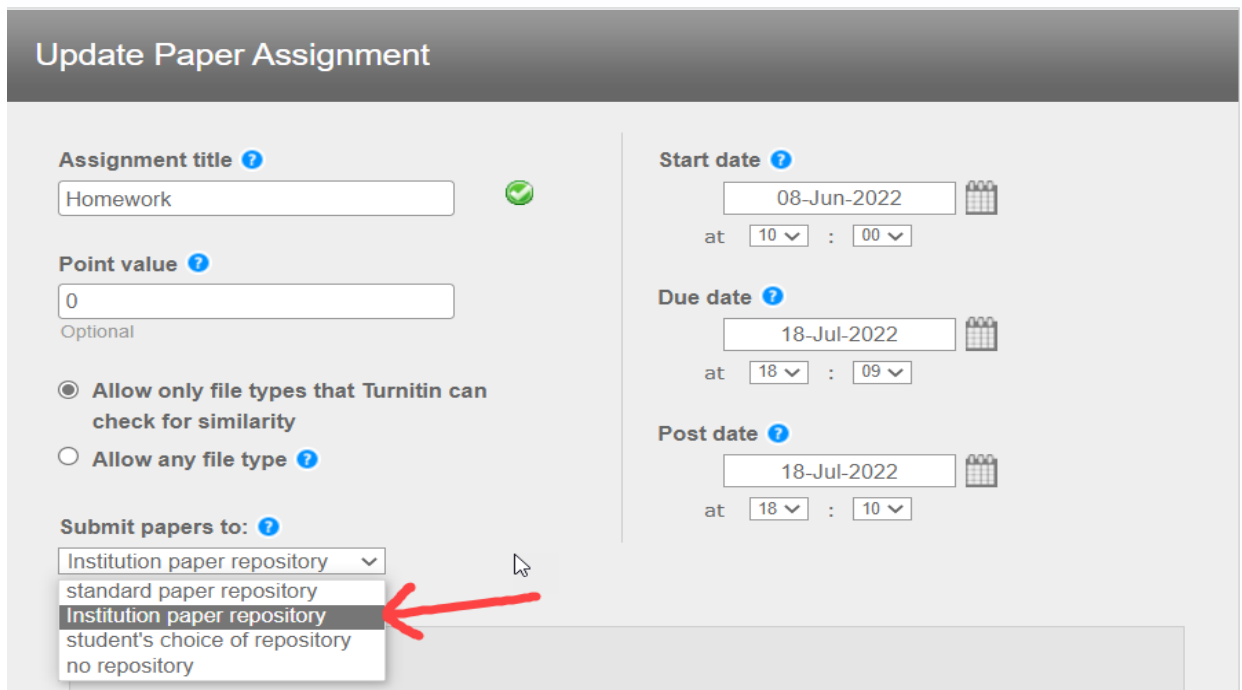 Update Paper Assignment
Assignment title ?
Homework
Point value ?
0
Optional
Allow only file types that Turnitin can
check for similarity
Allow any file type ?
Submit papers to: ?
Institution paper repository
standard paper repository
Institution paper repository
student's choice of repository
no repository
Start date ?
08-Jun-2022
at 10 : 00
Due date ?
18-Jul-2022
at 18 : 09
Post date ?
18-Jul-2022
at 18 : 10